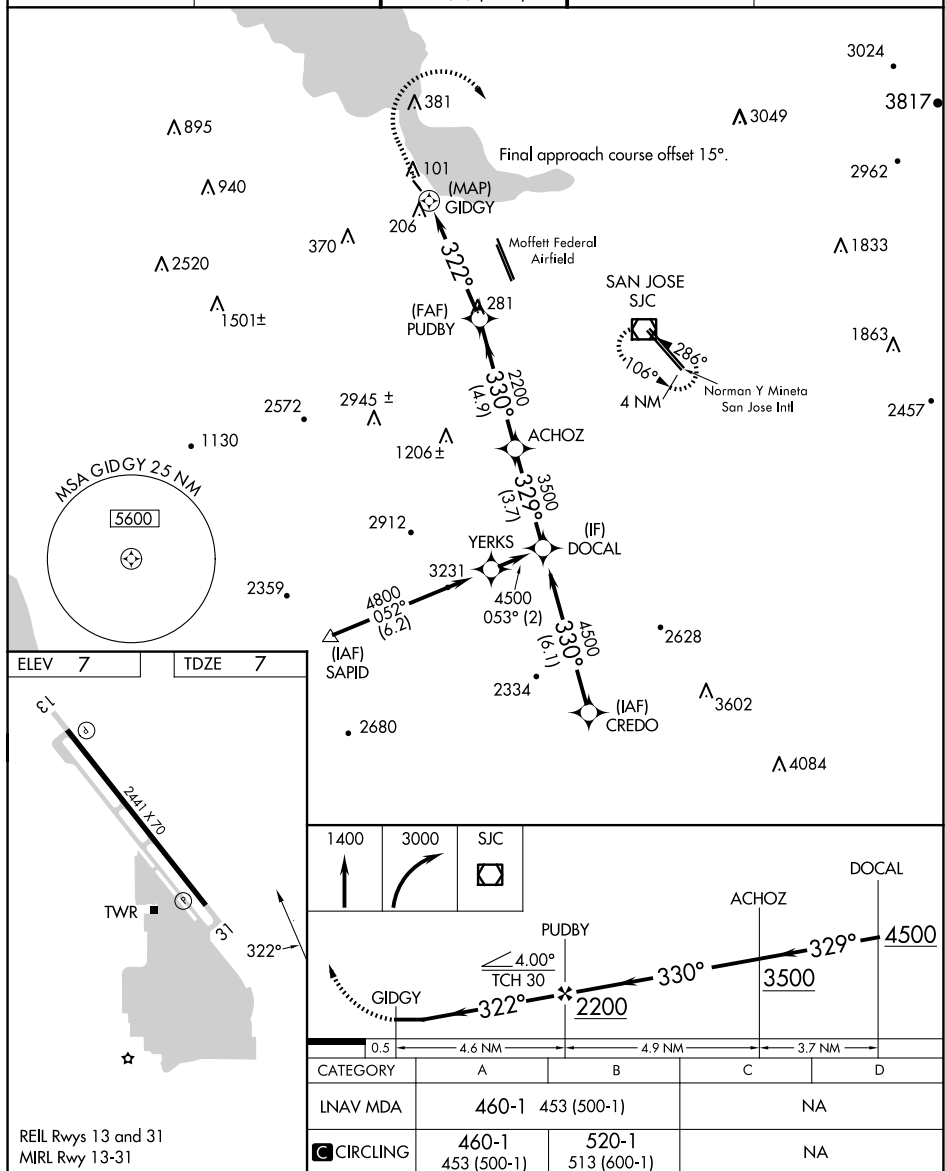 3024
381
3817
3049
895
Final approach course offset 15°.
101
2962
(MAP)
GIDGY
940
206
370
Moffett Federal
Airfield
1833
322°
2520
SAN JOSE
SJC
281
1501±
(FAF)
PUDBY
1863
286°
106°
2200
330°
(4.9)
4 NM
Norman Y Mineta
San Jose Intl
2945 ±
2572
2457
ACHOZ
1130
1206±
MSA GIDGY 25 NM
3500
329°
(3.7)
5600
2912
(IF)
DOCAL
YERKS
3231
2359
4800
052°
(6.2)
4500
053° (2)
4500
330°
(6.1)
2628
(IAF)
SAPID
2334
3602
(IAF)
CREDO
2680
4084
ELEV 7
TDZE 7
13
P
2441 X 70
TWR
P
31
322°
REIL Rwys 13 and 31
MIRL Rwy 13-31
1400
3000
SJC
DOCAL
ACHOZ
PUDBY
4500
329°
4.00°
TCH 30
330°
3500
GIDGY
322°
2200
0.5
4.6 NM
4.9 NM
3.7 NM
CATEGORY A B C D
LNAV MDA 460-1 453 (500-1) NA
C CIRCLING 460-1 453 (500-1) 520-1 513 (600-1) NA